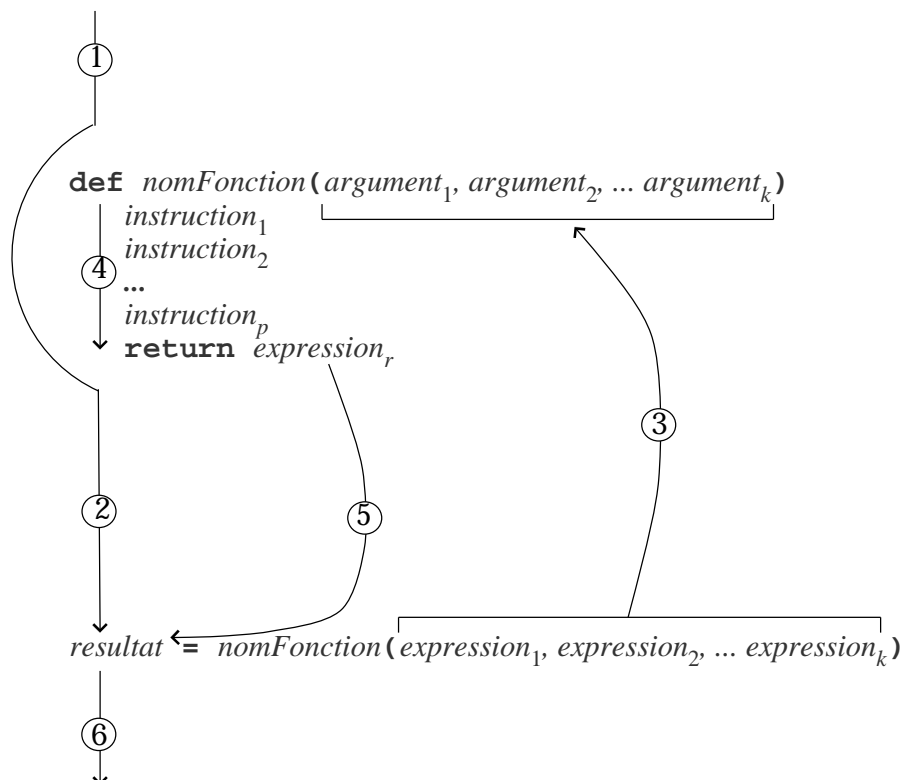 1
def nomFonction(argument1, argument2, ... argumentk)
instruction1
instruction2
4
...
instructionp
return expressionr
3
2
5
resultat = nomFonction(expression1, expression2, ... expressionk)
6